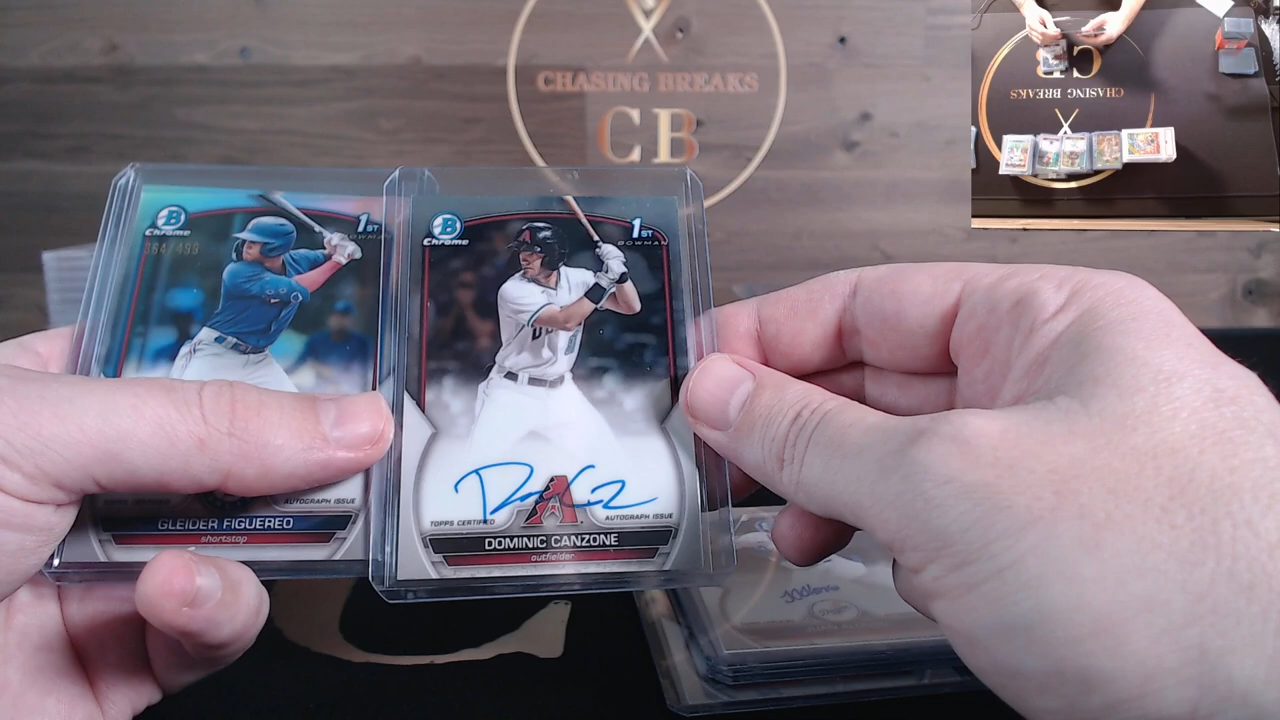 CHASING BREAKS
CB
B
Chrome
1ST
BOWMAN
364/499
AUTOGRAPH ISSUE
GLEIDER FIGUEREO
shortstop
B
Chrome
1ST
BOWMAN
TOPPS CERTIFIED
AUTOGRAPH ISSUE
DOMINIC CANZONE
outfielder
CB
CHASING BREAKS